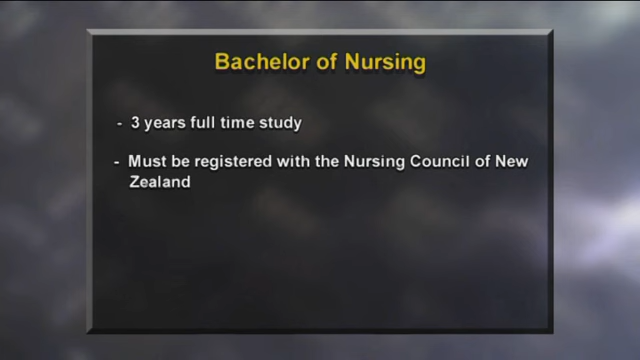 Bachelor of Nursing
- 3 years full time study
- Must be registered with the Nursing Council of New
Zealand